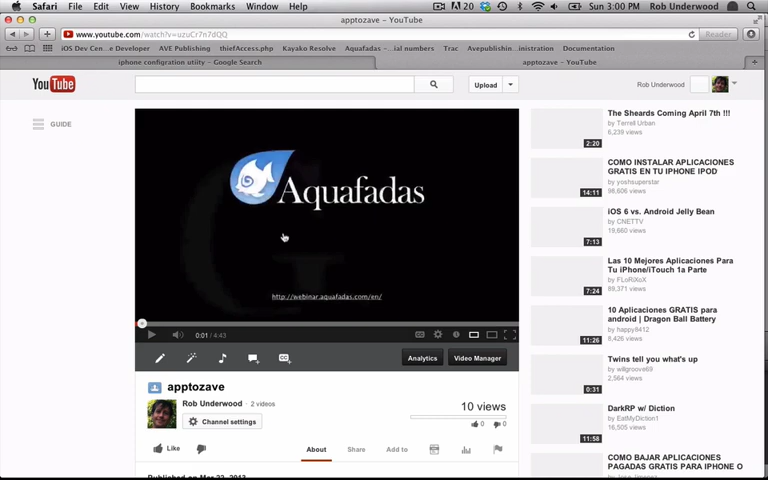 Safari File Edit View History Bookmarks Window Help
20
Sun 3:00 PM Rob Underwood
apptozave – YouTube
www.youtube.com/watch?v=uzuCr7n7dQQ
Reader
iOS Dev Cen...e Developer AVE Publishing thiefAccess.php Kayako Resolve Aquafadas -...ial numbers Trac Avepublishin...inistration Documentation
iphone configration utiity – Google Search
apptozave – YouTube
YouTube
Upload
Rob Underwood
GUIDE
Aquafadas
http://webinar.aquafadas.com/en/
0:01 / 4:43
Analytics
Video Manager
apptozave
Rob Underwood · 2 videos
Channel settings
10 views
0 0
Like
About
Share
Add to
Published on Mar 22, 2013
The Sheards Coming April 7th !!!
by Terrell Urban
6,239 views
2:20
COMO INSTALAR APLICACIONES
GRATIS EN TU IPHONE IPOD
by yoshsuperstar
98,606 views
14:11
iOS 6 vs. Android Jelly Bean
by CNETTV
19,660 views
7:13
Las 10 Mejores Aplicaciones Para
Tu iPhone/iTouch 1a Parte
by FLoRiXoX
89,371 views
7:24
10 Aplicaciones GRATIS para
android | Dragon Ball Battery
by happy8412
8,426 views
11:26
Twins tell you what's up
by willgroove69
2,564 views
0:31
DarkRP w/ Diction
by EatMyDiction1
16,505 views
11:58
COMO BAJAR APLICACIONES
PAGADAS GRATIS PARA IPHONE O